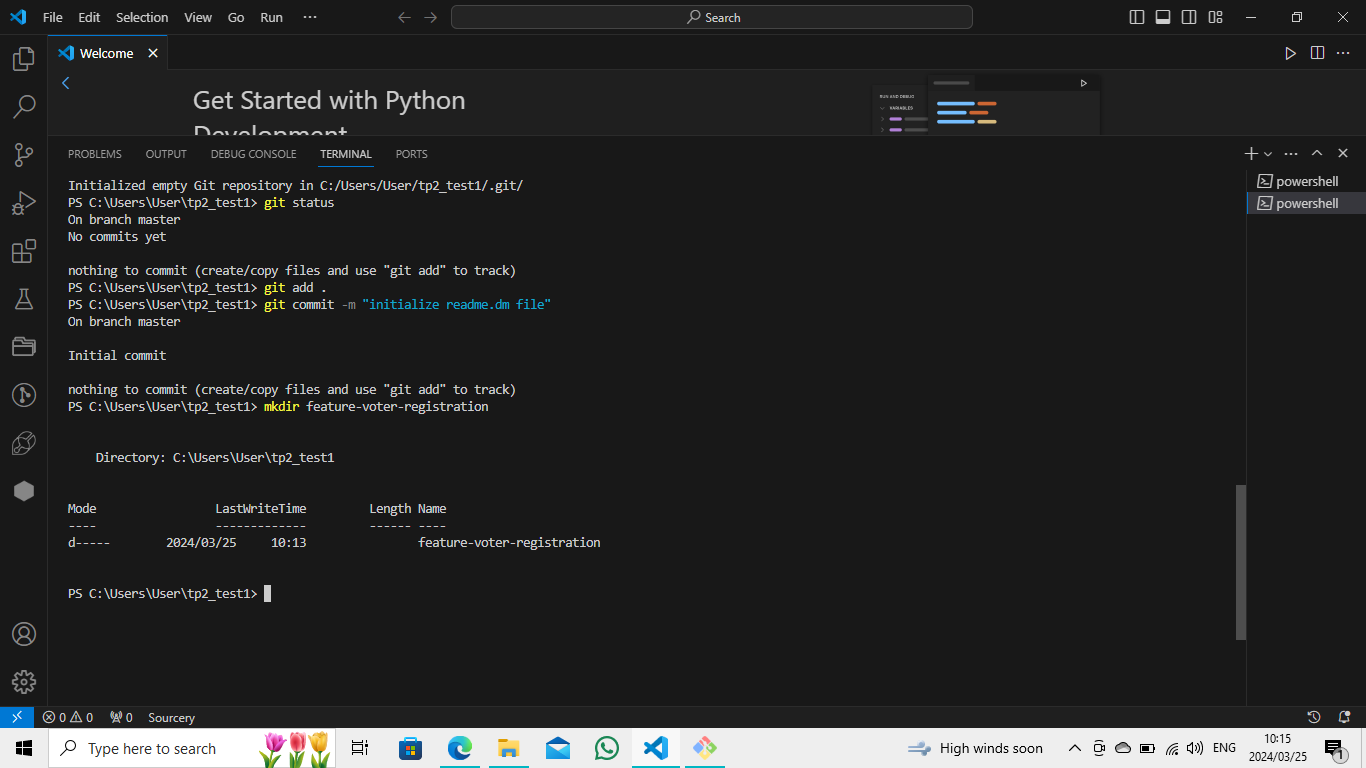 File Edit Selection View Go Run ···
Search
Welcome
Get Started with Python
Development
RUN AND DEBUG
VARIABLES
PROBLEMS OUTPUT DEBUG CONSOLE TERMINAL PORTS
powershell
powershell
Initialized empty Git repository in C:/Users/User/tp2_test1/.git/
PS C:\Users\User\tp2_test1> git status
On branch master
No commits yet
nothing to commit (create/copy files and use "git add" to track)
PS C:\Users\User\tp2_test1> git add .
PS C:\Users\User\tp2_test1> git commit -m "initialize readme.dm file"
On branch master
Initial commit
nothing to commit (create/copy files and use "git add" to track)
PS C:\Users\User\tp2_test1> mkdir feature-voter-registration
Directory: C:\Users\User\tp2_test1
Mode LastWriteTime Length Name
---- ------------- ------ ----
d----- 2024/03/25 10:13 feature-voter-registration
PS C:\Users\User\tp2_test1>
0 0 0 Sourcery
Type here to search
High winds soon
ENG
10:15
2024/03/25
1